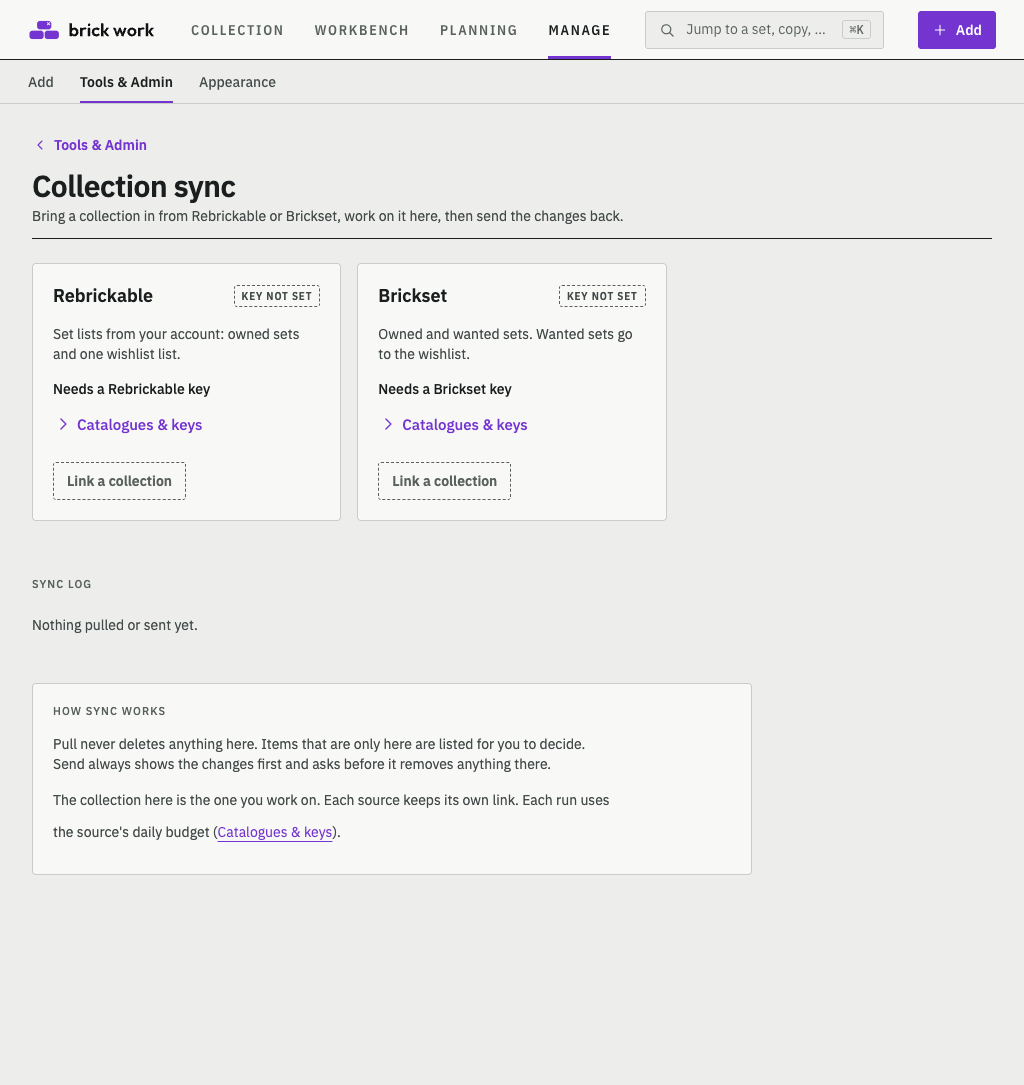 brick work
COLLECTION
WORKBENCH
PLANNING
MANAGE
Jump to a set, copy, ...
⌘K
Add
Add
Tools & Admin
Appearance
Tools & Admin
Collection sync
Bring a collection in from Rebrickable or Brickset, work on it here, then send the changes back.
Rebrickable
KEY NOT SET
Set lists from your account: owned sets
and one wishlist list.
Needs a Rebrickable key
Catalogues & keys
Link a collection
Brickset
KEY NOT SET
Owned and wanted sets. Wanted sets go
to the wishlist.
Needs a Brickset key
Catalogues & keys
Link a collection
SYNC LOG
Nothing pulled or sent yet.
HOW SYNC WORKS
Pull never deletes anything here. Items that are only here are listed for you to decide.
Send always shows the changes first and asks before it removes anything there.
The collection here is the one you work on. Each source keeps its own link. Each run uses
the source's daily budget (Catalogues & keys).